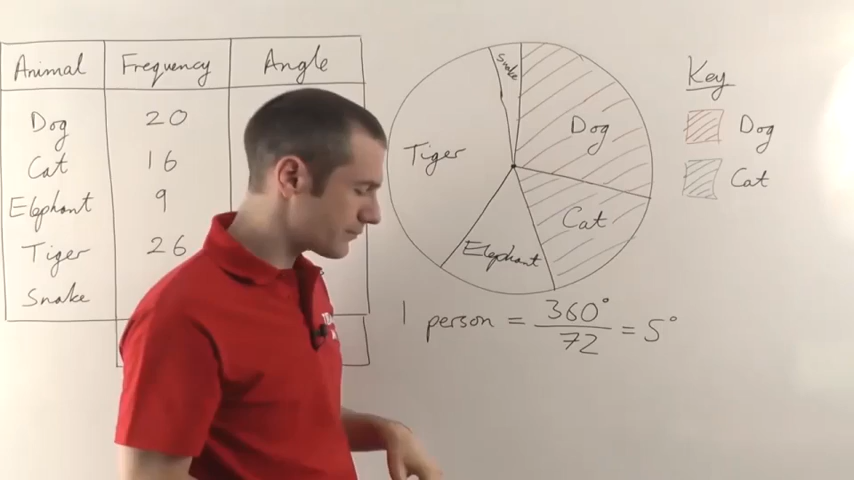 Animal Frequency Angle
Dog 20
Cat 16
Elephant 9
Tiger 26
Snake
Snake
Dog
Tiger
Cat
Elephant
Key
Dog
Cat
1 person = 360° / 72 = 5°